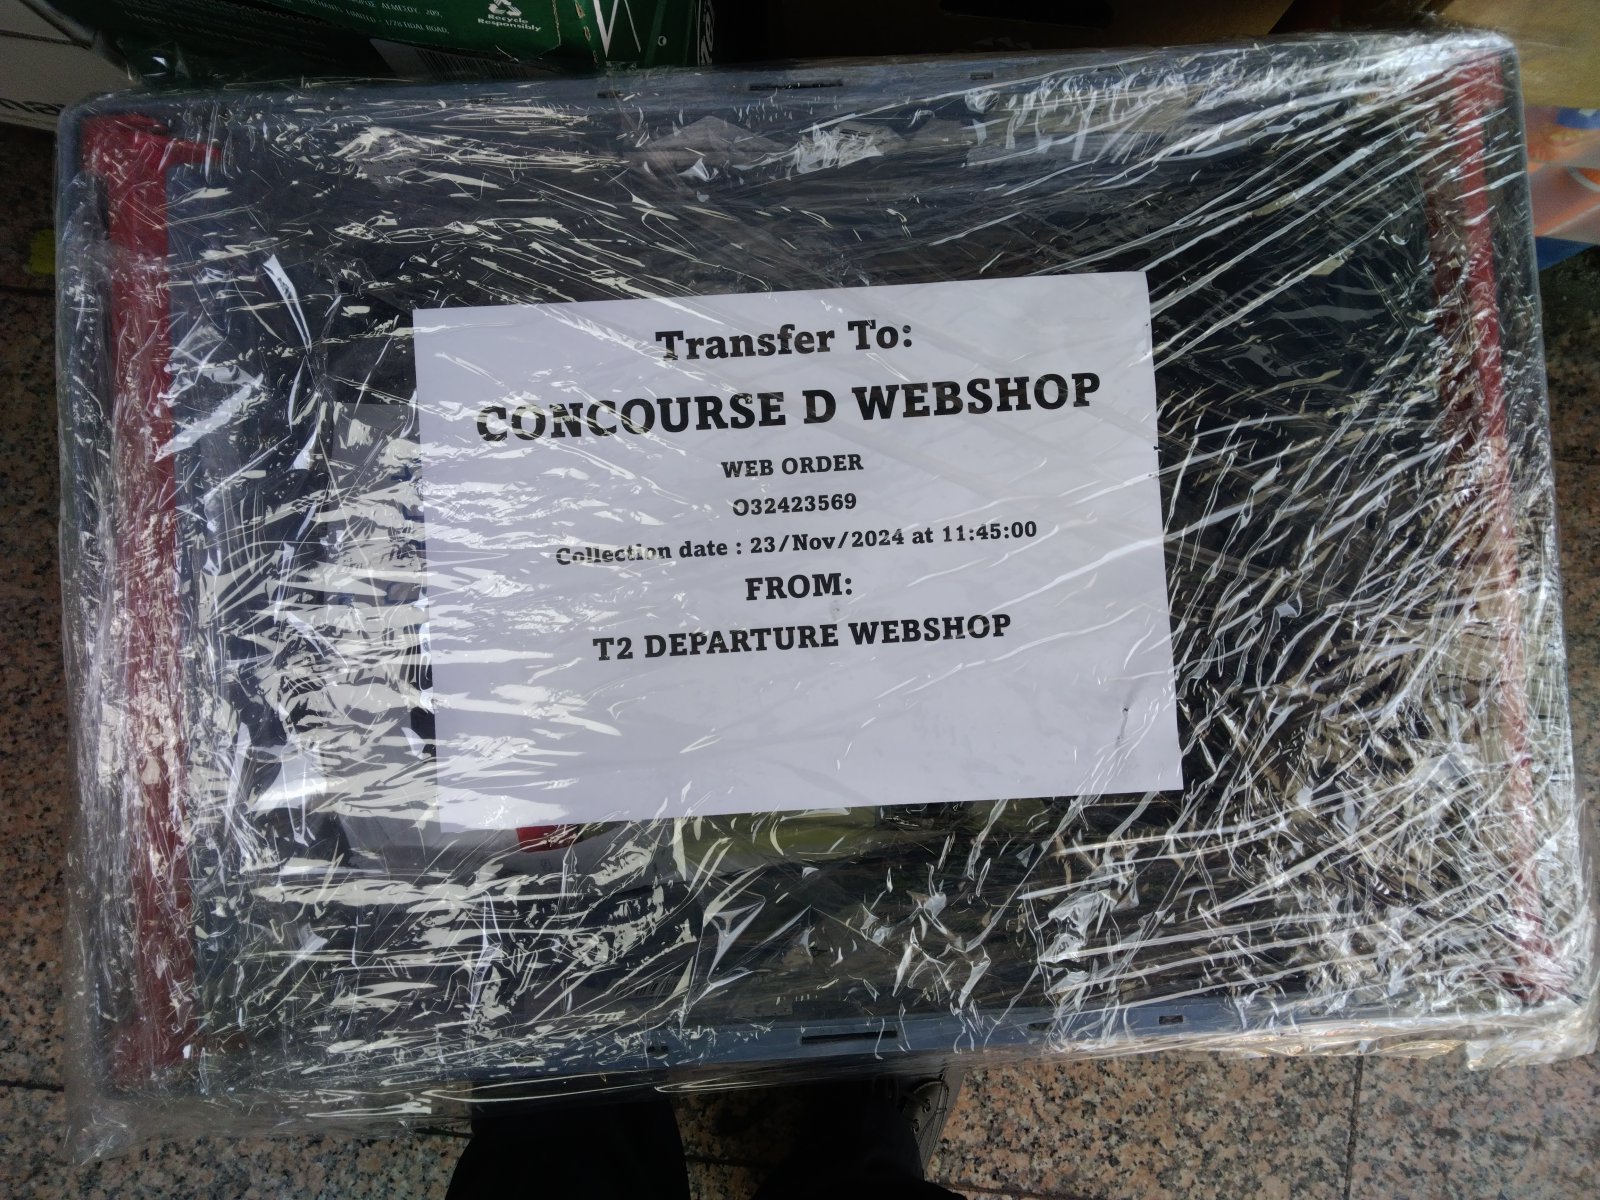 Recycle
Responsibly
Transfer To:
CONCOURSE D WEBSHOP
WEB ORDER
O32423569
Collection date : 23/Nov/2024 at 11:45:00
FROM:
T2 DEPARTURE WEBSHOP